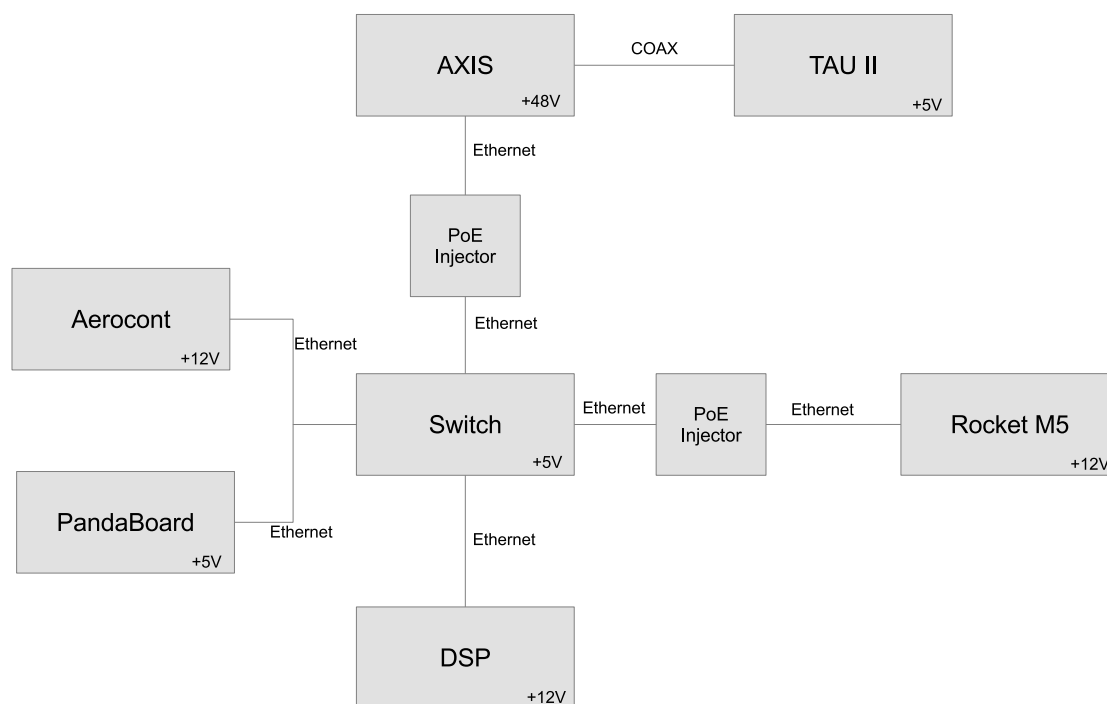 AXIS
+48V
COAX
TAU II
+5V
Ethernet
PoE
Injector
Ethernet
Aerocont
+12V
Ethernet
Switch
+5V
Ethernet
PoE
Injector
Ethernet
Rocket M5
+12V
PandaBoard
+5V
Ethernet
Ethernet
DSP
+12V